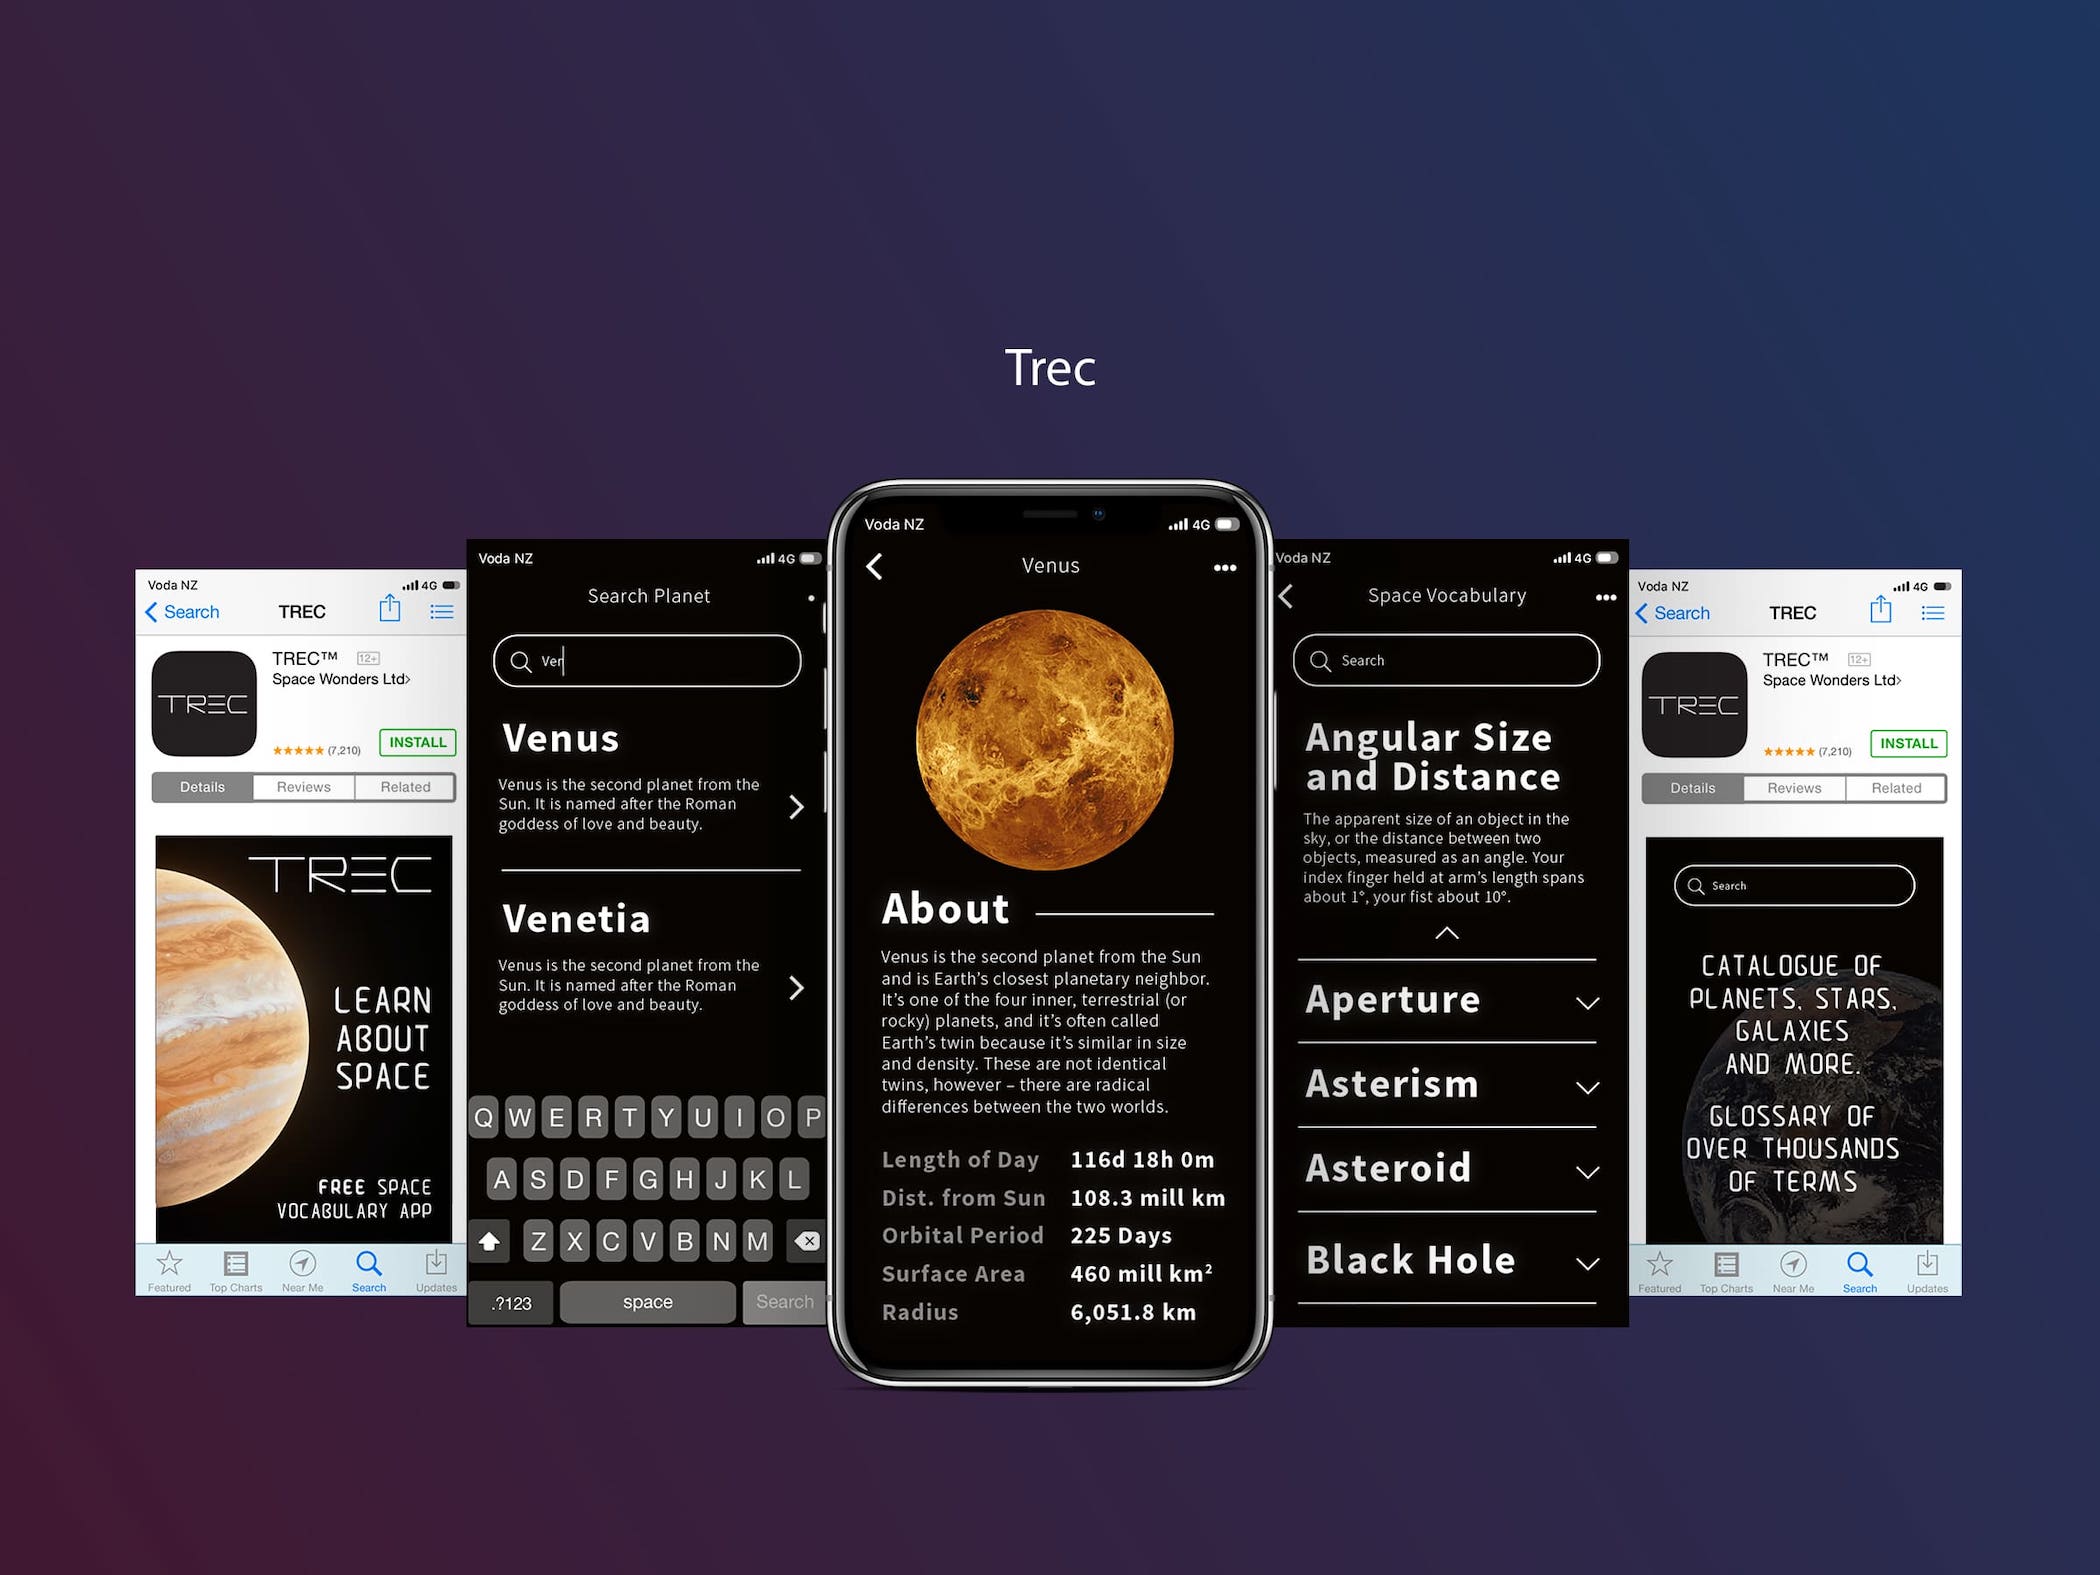 Trec
Voda NZ 4G
Search TREC
TREC
TREC™ 12+
Space Wonders Ltd>
★★★★★ (7,210) INSTALL
Details Reviews Related
TREC
LEARN
ABOUT
SPACE
FREE SPACE
VOCABULARY APP
Featured Top Charts Near Me Search Updates
Voda NZ 4G
Search Planet
Ver
Venus
Venus is the second planet from the
Sun. It is named after the Roman
goddess of love and beauty.
Venetia
Venus is the second planet from the
Sun. It is named after the Roman
goddess of love and beauty.
Q W E R T Y U I O P
A S D F G H J K L
Z X C V B N M
.?123 space Search
Voda NZ 4G
Venus
About
Venus is the second planet from the Sun
and is Earth's closest planetary neighbor.
It's one of the four inner, terrestrial (or
rocky) planets, and it's often called
Earth's twin because it's similar in size
and density. These are not identical
twins, however – there are radical
differences between the two worlds.
Length of Day 116d 18h 0m
Dist. from Sun 108.3 mill km
Orbital Period 225 Days
Surface Area 460 mill km²
Radius 6,051.8 km
Voda NZ 4G
Space Vocabulary
Search
Angular Size
and Distance
The apparent size of an object in the
sky, or the distance between two
objects, measured as an angle. Your
index finger held at arm's length spans
about 1°, your fist about 10°.
Aperture
Asterism
Asteroid
Black Hole
Voda NZ 4G
Search TREC
TREC
TREC™ 12+
Space Wonders Ltd>
★★★★★ (7,210) INSTALL
Details Reviews Related
Search
CATALOGUE OF
PLANETS, STARS,
GALAXIES
AND MORE.
GLOSSARY OF
OVER THOUSANDS
OF TERMS
Featured Top Charts Near Me Search Updates